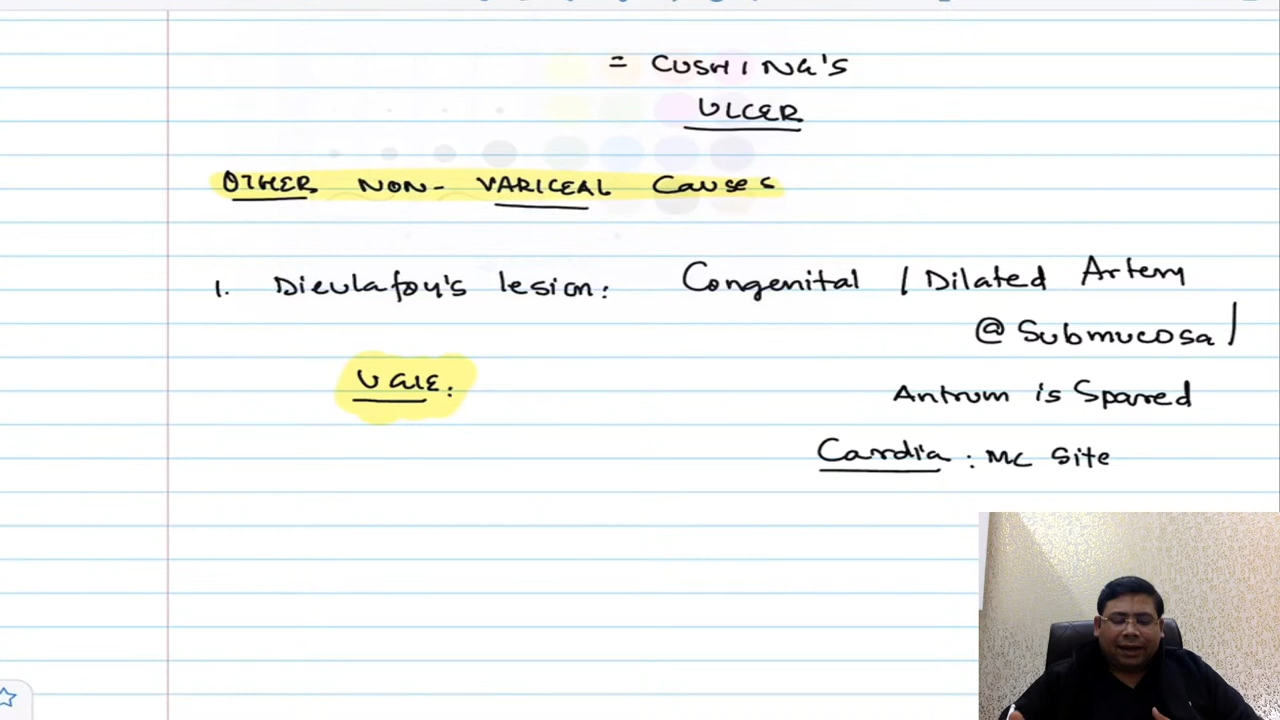 = CUSHING'S
ULCER
OTHER NON- VARICEAL Causes
1. Dieulafoy's lesion: Congenital / Dilated Artery
@ Submucosa /
UGIE: Antrum is Spared
Cardia : MC Site